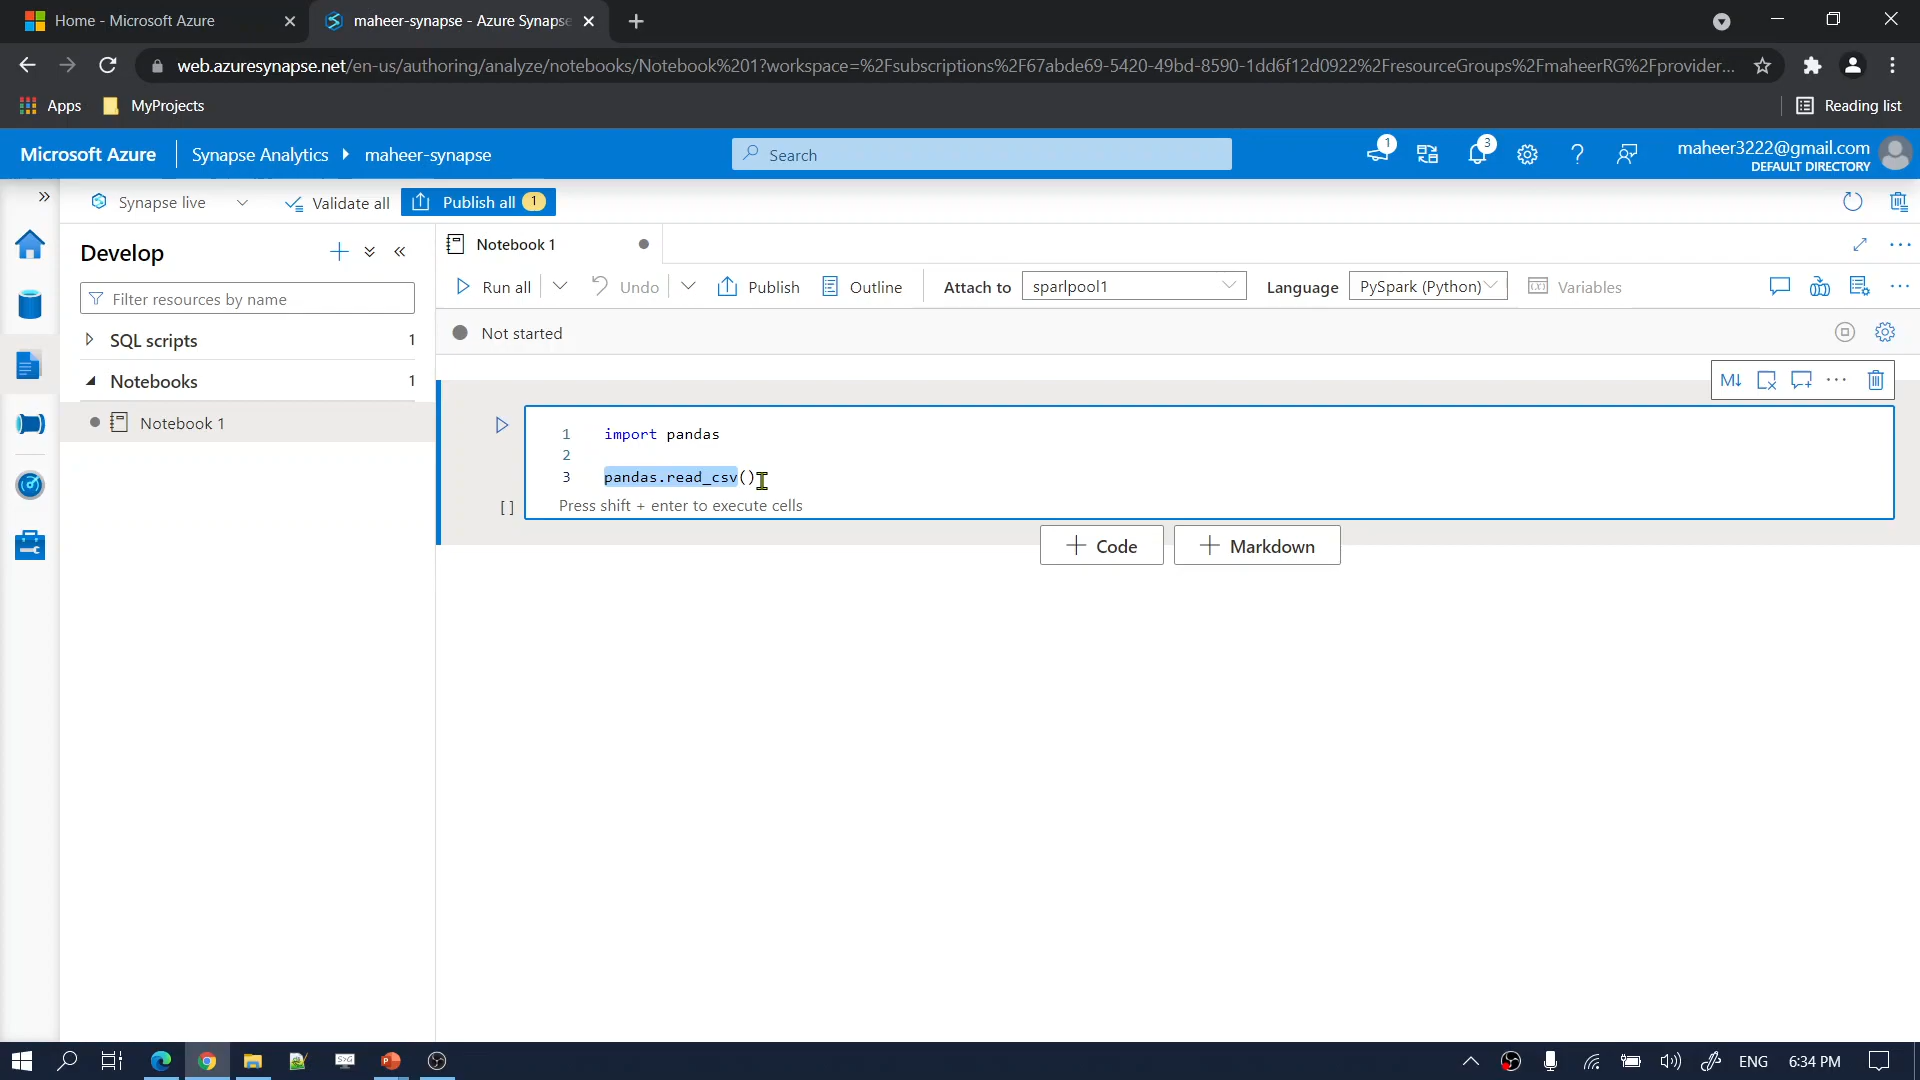 Home - Microsoft Azure
maheer-synapse - Azure Synapse
web.azuresynapse.net/en-us/authoring/analyze/notebooks/Notebook%201?workspace=%2Fsubscriptions%2F67abde69-5420-49bd-8590-1dd6f12d0922%2FresourceGroups%2FmaheerRG%2Fprovider...
Apps
MyProjects
Reading list
Microsoft Azure
Synapse Analytics
maheer-synapse
Search
1
3
maheer3222@gmail.com
DEFAULT DIRECTORY
Synapse live
Validate all
Publish all 1
Develop
Notebook 1
Run all
Undo
Publish
Outline
Attach to
sparlpool1
Language
PySpark (Python)
Variables
Filter resources by name
SQL scripts 1
Not started
Notebooks 1
Notebook 1
M↓
1 import pandas
2
3 pandas.read_csv()
[ ]
Press shift + enter to execute cells
+ Code
+ Markdown
ENG
6:34 PM